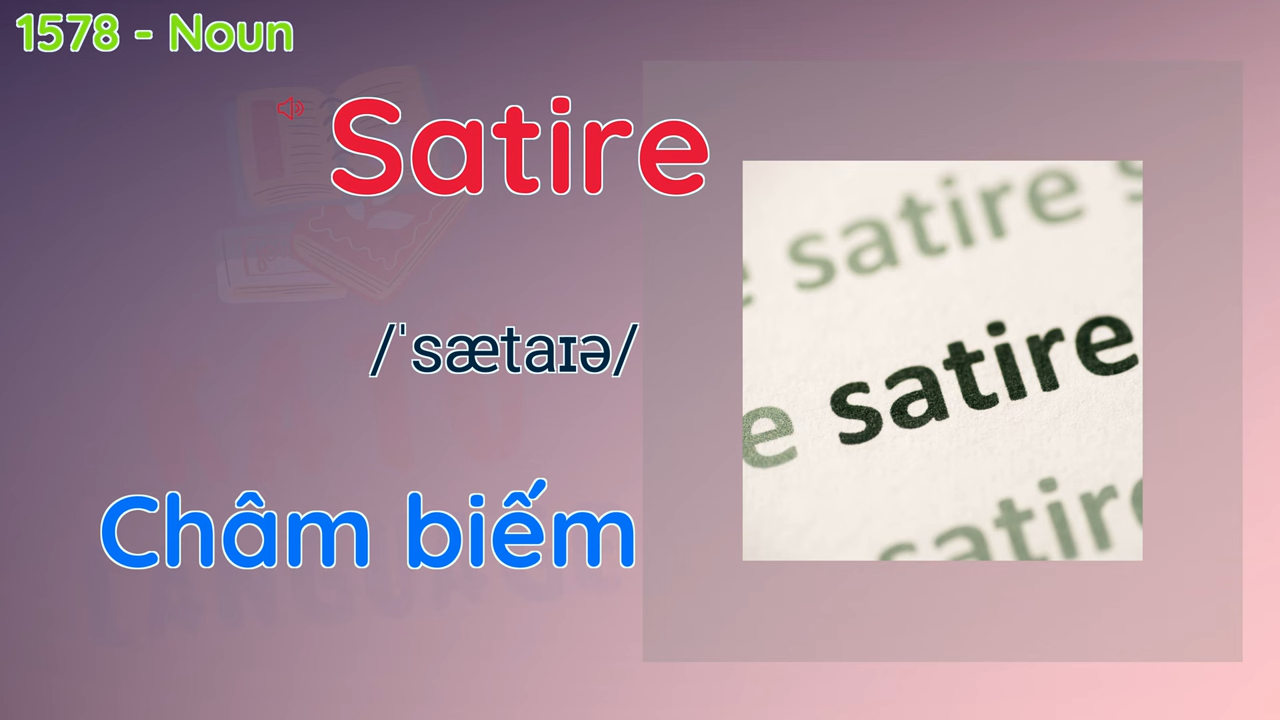 1578 - Noun
Satire
/ˈsætaɪə/
Châm biếm
satire s
e satire
satire